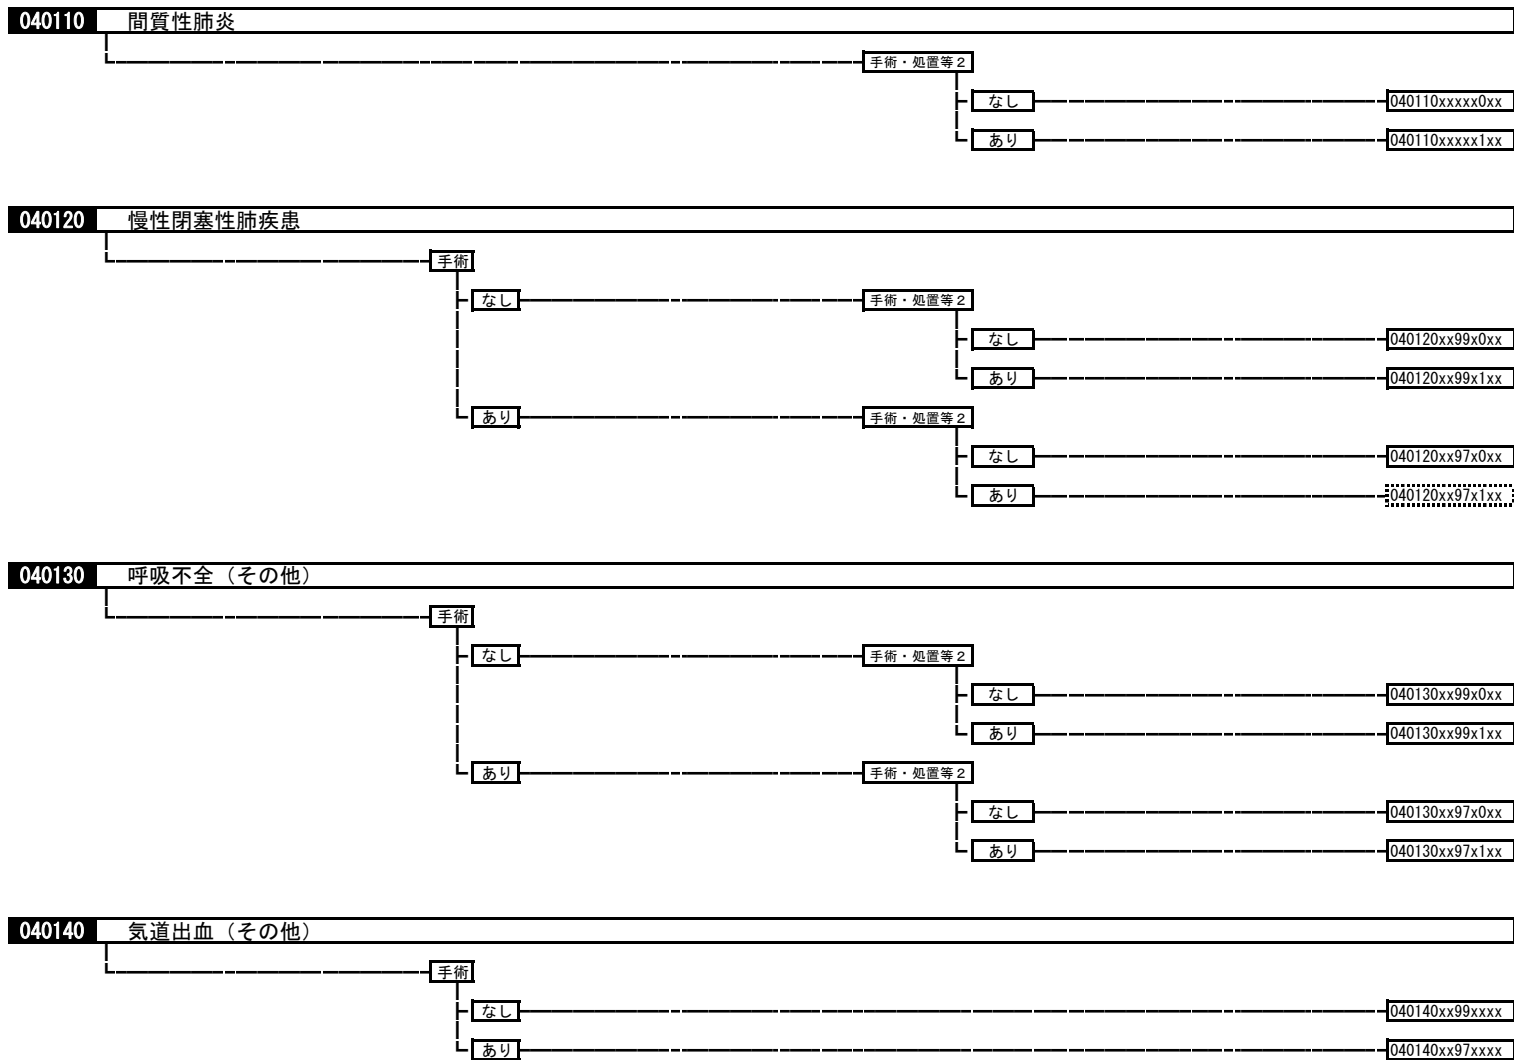 040110 間質性肺炎
手術・処置等2
なし 040110xxxxx0xx
あり 040110xxxxx1xx
040120 慢性閉塞性肺疾患
手術
なし 手術・処置等2
なし 040120xx99x0xx
あり 040120xx99x1xx
あり 手術・処置等2
なし 040120xx97x0xx
あり 040120xx97x1xx
040130 呼吸不全(その他)
手術
なし 手術・処置等2
なし 040130xx99x0xx
あり 040130xx99x1xx
あり 手術・処置等2
なし 040130xx97x0xx
あり 040130xx97x1xx
040140 気道出血(その他)
手術
なし 040140xx99xxxx
あり 040140xx97xxxx